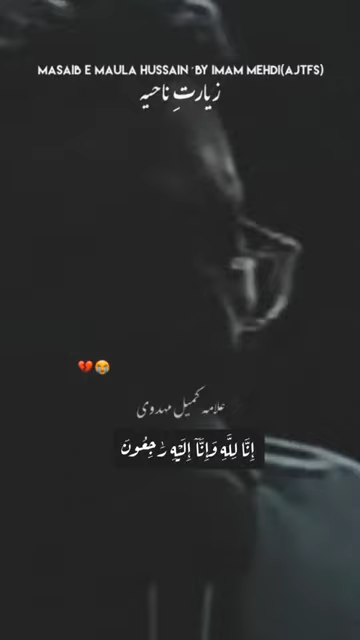 MASAIB E MAULA HUSSAIN · BY IMAM MEHDI(AJTFS)
زیارتِ ناحیہ
💔😭
علامہ کمیل مہدوی
إِنَّا لِلَّهِ وَإِنَّآ إِلَيْهِ رَٰجِعُونَ